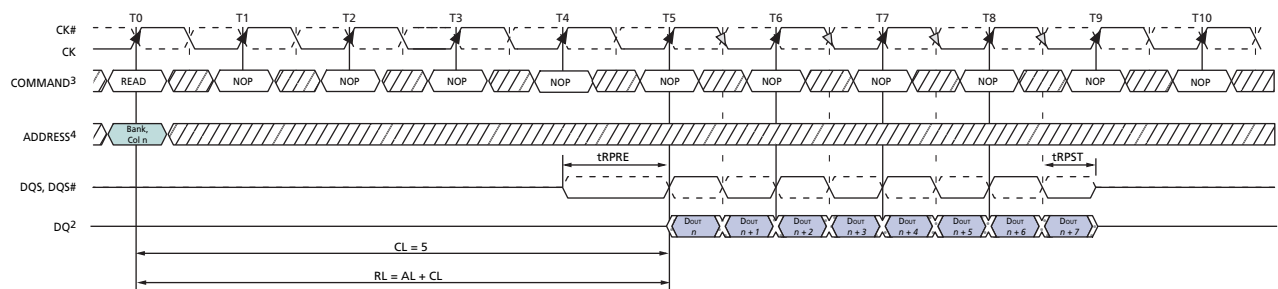 T0 T1 T2 T3 T4 T5 T6 T7 T8 T9 T10
CK#
CK
COMMAND3 READ NOP NOP NOP NOP NOP NOP NOP NOP NOP NOP
ADDRESS4 Bank,
Col n
tRPRE tRPST
DQS, DQS#
DQ2 DOUT n DOUT n + 1 DOUT n + 2 DOUT n + 3 DOUT n + 4 DOUT n + 5 DOUT n + 6 DOUT n + 7
CL = 5
RL = AL + CL